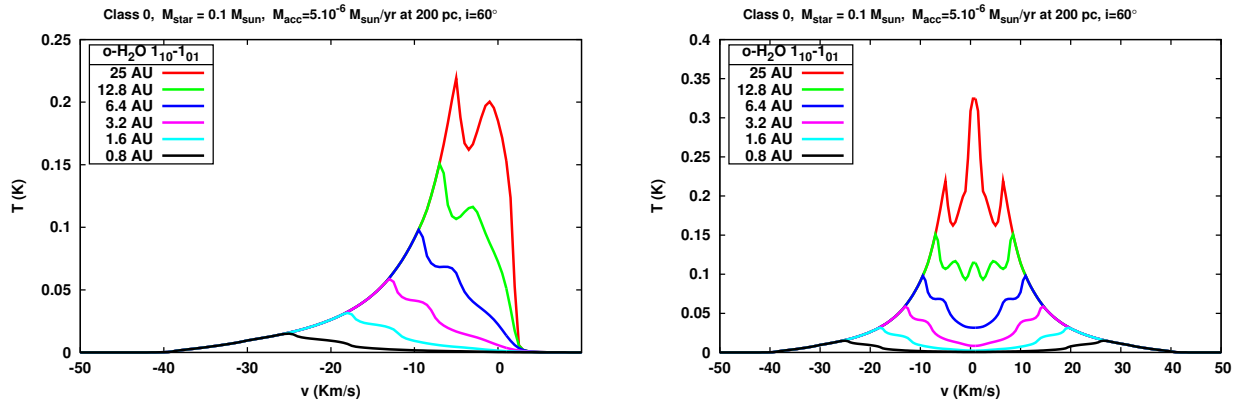 Class 0, M_star = 0.1 M_sun, M_acc=5.10^-6 M_sun/yr at 200 pc, i=60°
o-H_2O 1_10-1_01
25 AU
12.8 AU
6.4 AU
3.2 AU
1.6 AU
0.8 AU
T (K)
0.25
0.2
0.15
0.1
0.05
0
-50 -40 -30 -20 -10 0
v (Km/s)
Class 0, M_star = 0.1 M_sun, M_acc=5.10^-6 M_sun/yr at 200 pc, i=60°
o-H_2O 1_10-1_01
25 AU
12.8 AU
6.4 AU
3.2 AU
1.6 AU
0.8 AU
T (K)
0.4
0.35
0.3
0.25
0.2
0.15
0.1
0.05
0
-50 -40 -30 -20 -10 0 10 20 30 40 50
v (Km/s)